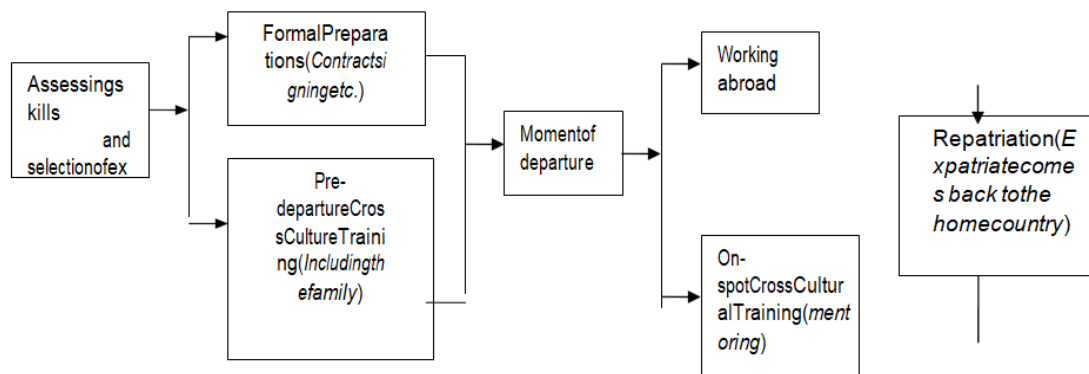 Assessings
kills
and
selectionofex
FormalPrepara
tions(Contractsi
gningetc.)
Pre-
departureCros
sCultureTraini
ng(Includingth
efamily)
Momentof
departure
Working
abroad
On-
spotCrossCultur
alTraining(ment
oring)
Repatriation(E
xpatriatecome
s back tothe
homecountry)